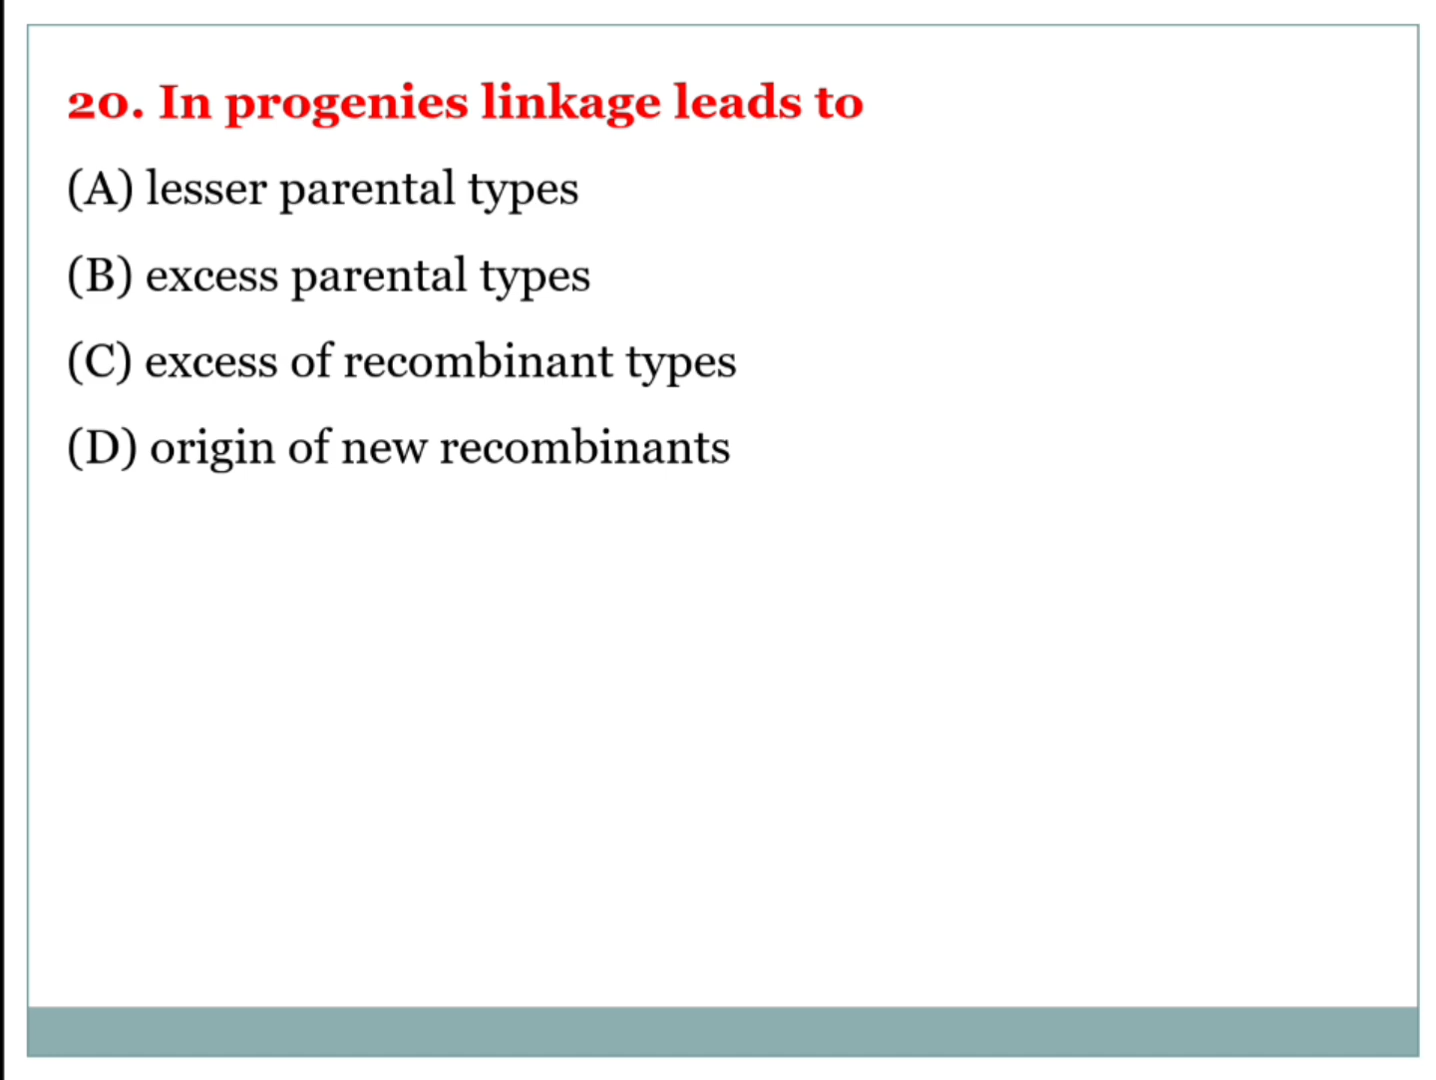 20. In progenies linkage leads to
(A) lesser parental types
(B) excess parental types
(C) excess of recombinant types
(D) origin of new recombinants